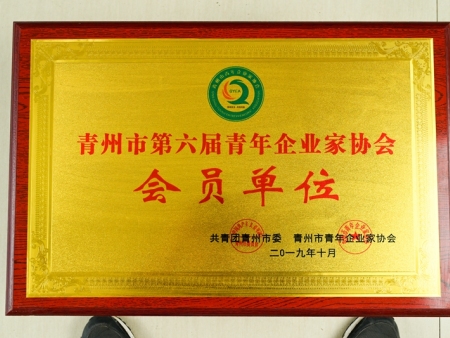 青州市第六届青年企业家协会
会员单位
共青团青州市委 青州市青年企业家协会
二〇一九年十月